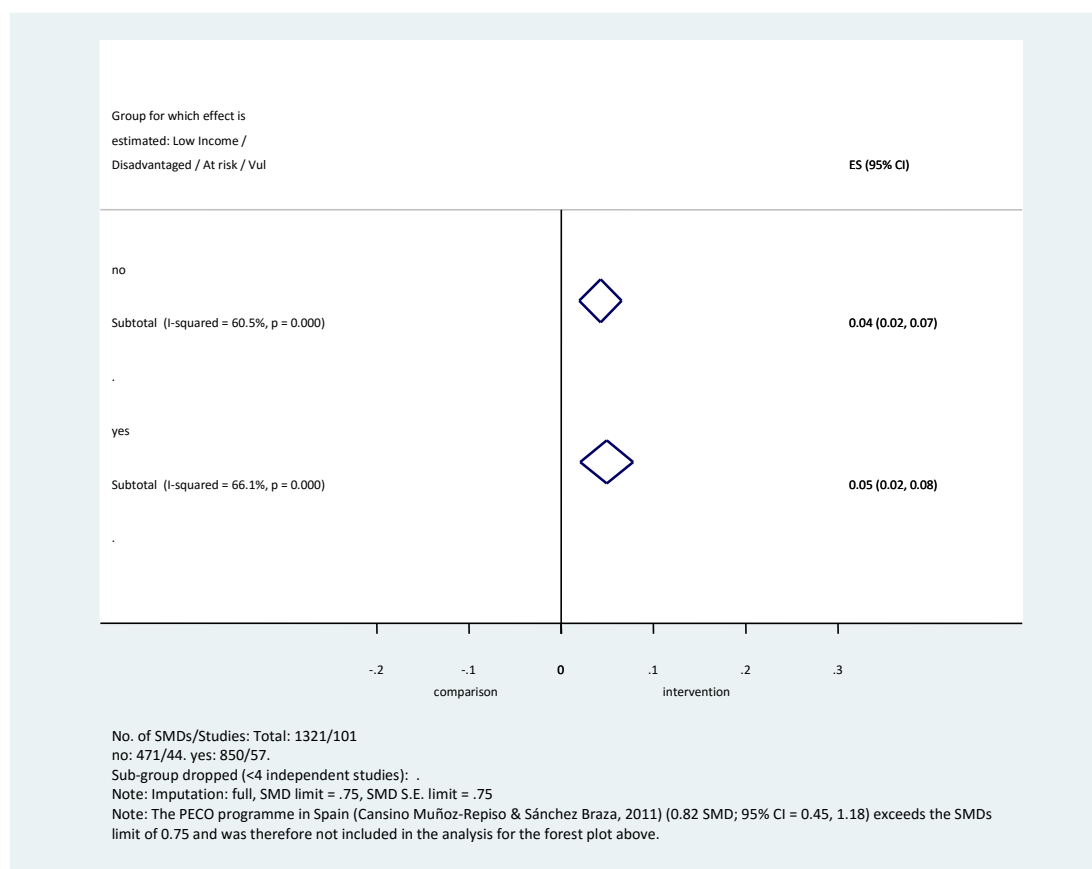 Group for which effect is
estimated: Low Income /
Disadvantaged / At risk / Vul
ES (95% CI)
no
Subtotal  (I-squared = 60.5%, p = 0.000)
0.04 (0.02, 0.07)
.
yes
Subtotal  (I-squared = 66.1%, p = 0.000)
0.05 (0.02, 0.08)
.
-.2 -.1 0 .1 .2 .3
comparison intervention
No. of SMDs/Studies: Total: 1321/101
no: 471/44. yes: 850/57.
Sub-group dropped (<4 independent studies):  .
Note: Imputation: full, SMD limit = .75, SMD S.E. limit = .75
Note: The PECO programme in Spain (Cansino Muñoz-Repiso & Sánchez Braza, 2011) (0.82 SMD; 95% CI = 0.45, 1.18) exceeds the SMDs
limit of 0.75 and was therefore not included in the analysis for the forest plot above.